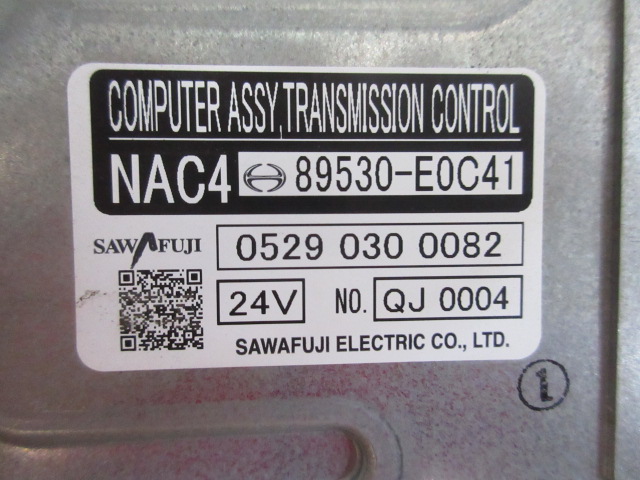 COMPUTER ASSY,TRANSMISSION CONTROL
NAC4 89530-E0C41
SAWAFUJI 0529 030 0082
24V NO. QJ 0004
SAWAFUJI ELECTRIC CO., LTD.
1